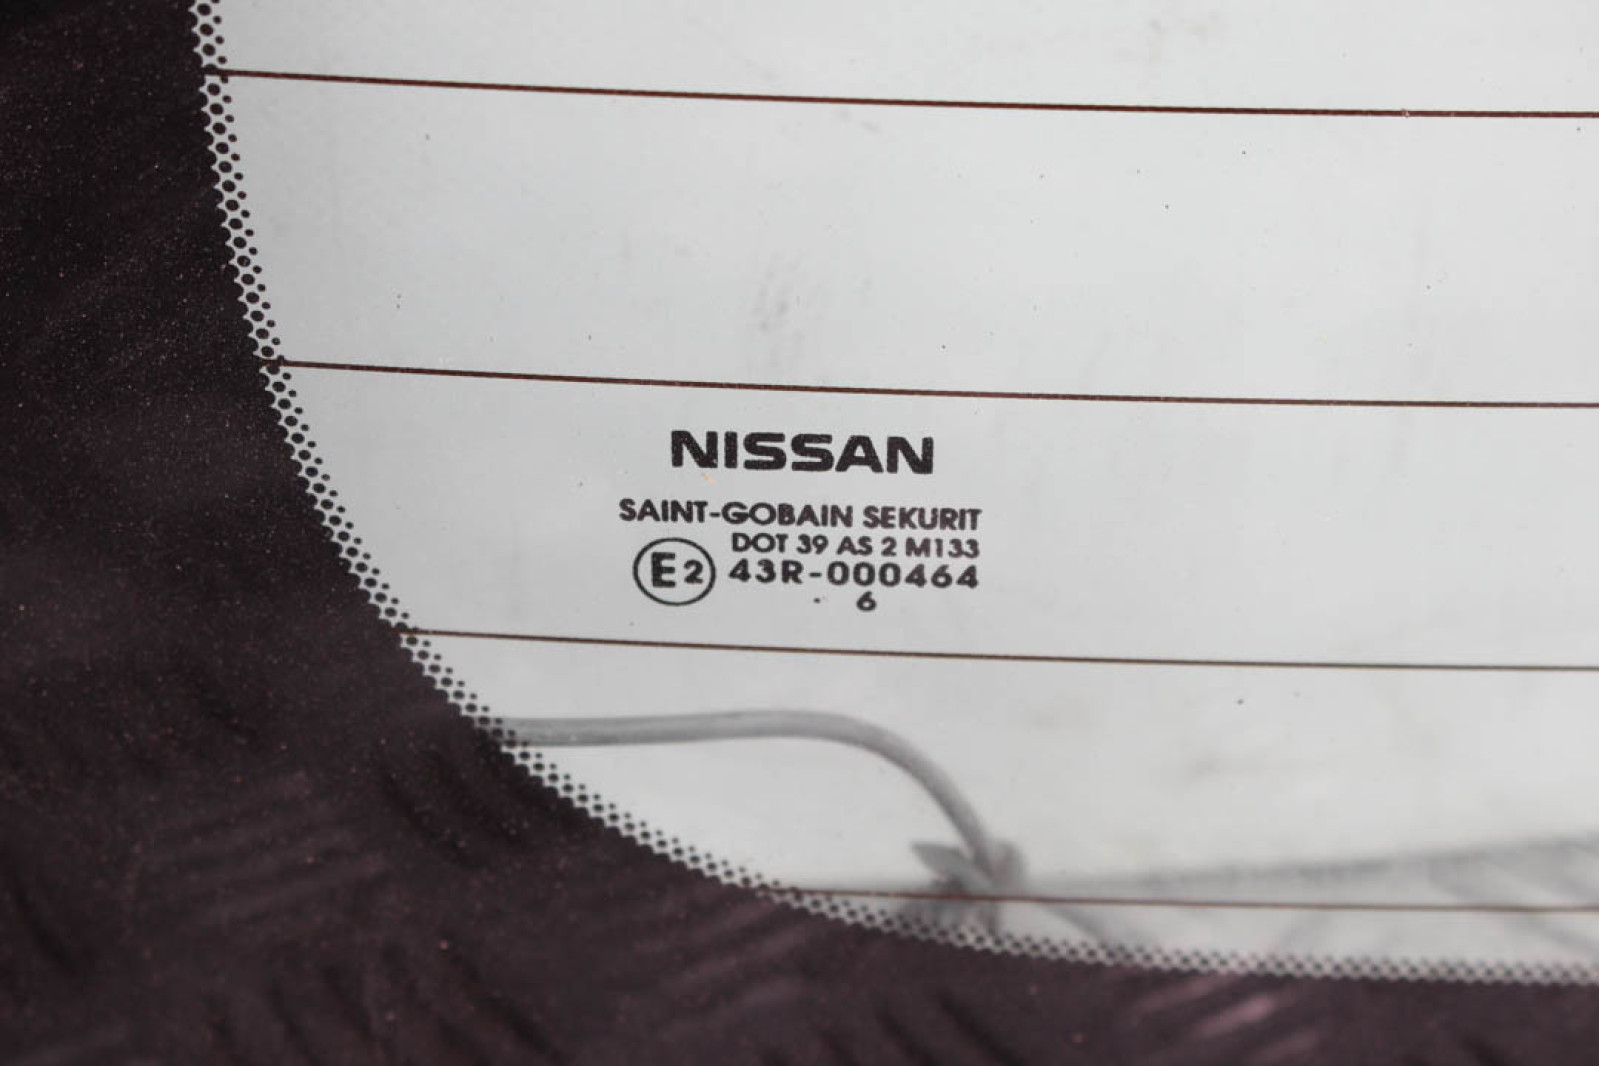 NISSAN
SAINT-GOBAIN SEKURIT
DOT 39 AS 2 M133
E2 43R-000464
. 6